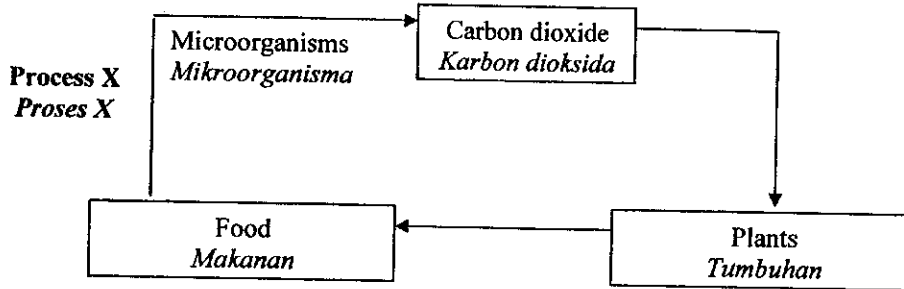 Microorganisms
Mikroorganisma
Carbon dioxide
Karbon dioksida
Process X
Proses X
Food
Makanan
Plants
Tumbuhan